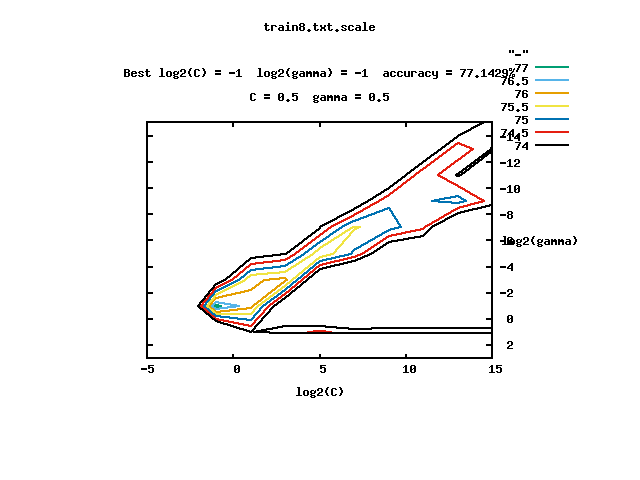 train8.txt.scale
"-"
Best log2(C) = -1  log2(gamma) = -1  accuracy = 77.1429%
77
76.5
C = 0.5  gamma = 0.5
76
75.5
75
74.5
74
-14
-12
-10
-8
-6
log2(gamma)
-4
-2
0
2
-5 0 5 10 15
log2(C)